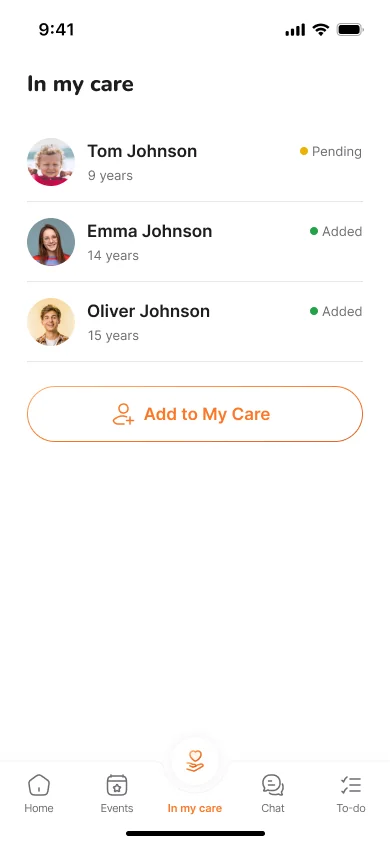 9:41
In my care
Tom Johnson
Pending
9 years
Emma Johnson
Added
14 years
Oliver Johnson
Added
15 years
Add to My Care
Home
Events
In my care
Chat
To-do